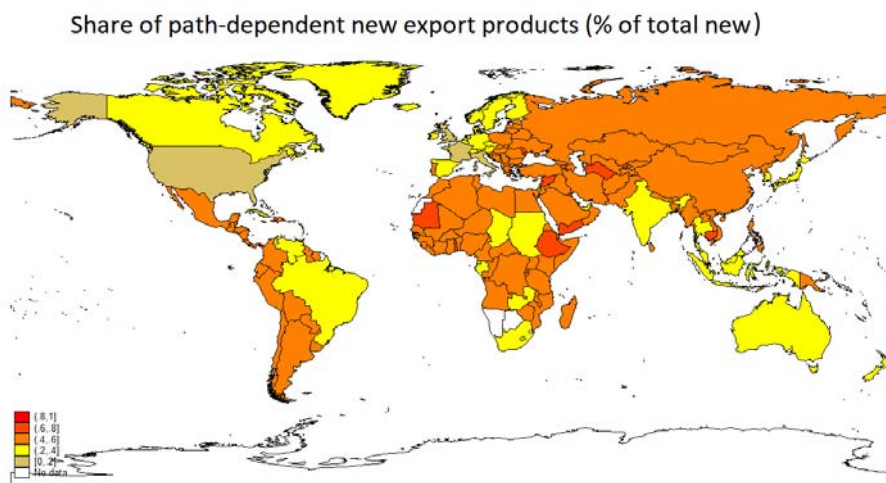 Share of path-dependent new export products (% of total new)
(.8,1]
(.6,.8]
(.4,.6]
(.2,.4]
[0,.2]
No data